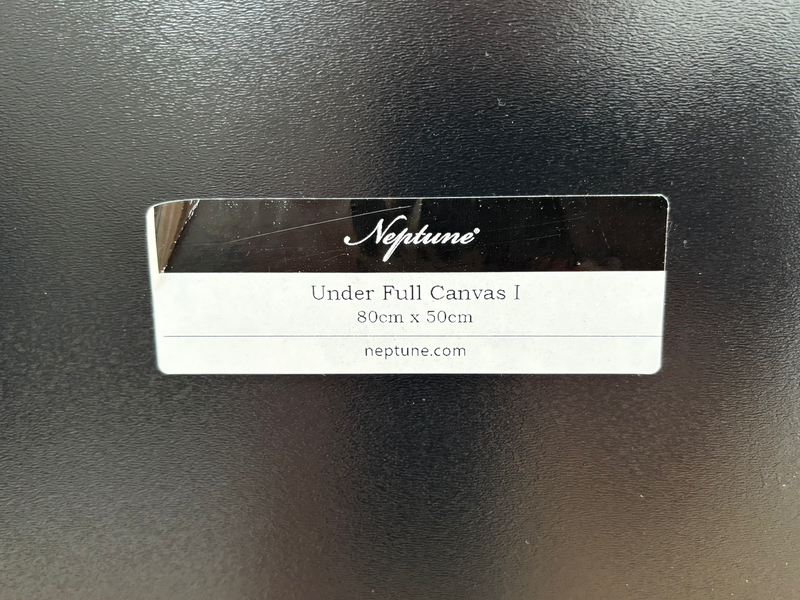 Neptune®
Under Full Canvas I
80cm x 50cm
neptune.com